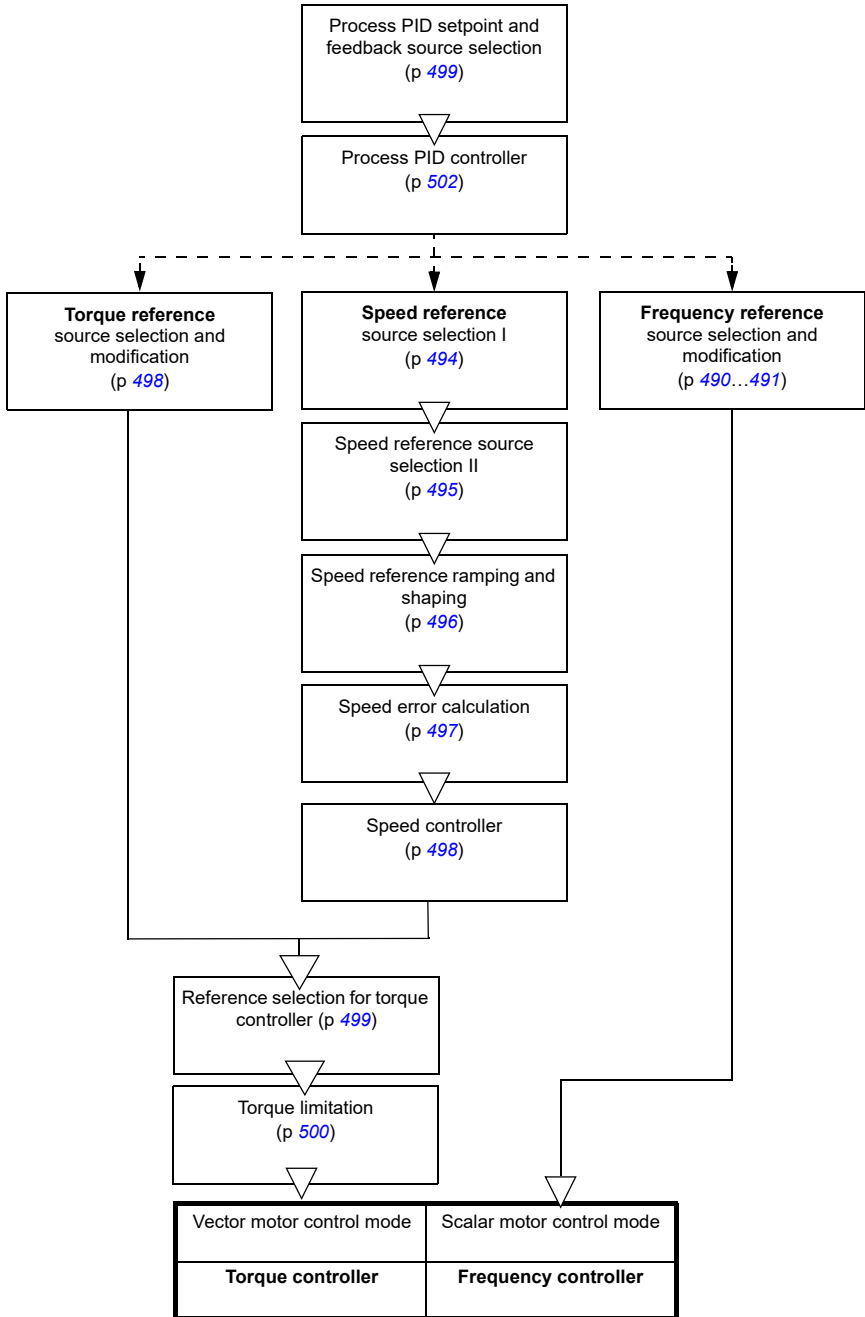 Process PID setpoint and
feedback source selection
(p 499)
Process PID controller
(p 502)
Torque reference
source selection and
modification
(p 498)
Speed reference
source selection I
(p 494)
Frequency reference
source selection and
modification
(p 490…491)
Speed reference source
selection II
(p 495)
Speed reference ramping and
shaping
(p 496)
Speed error calculation
(p 497)
Speed controller
(p 498)
Reference selection for torque
controller (p 499)
Torque limitation
(p 500)
Vector motor control mode
Scalar motor control mode
Torque controller
Frequency controller